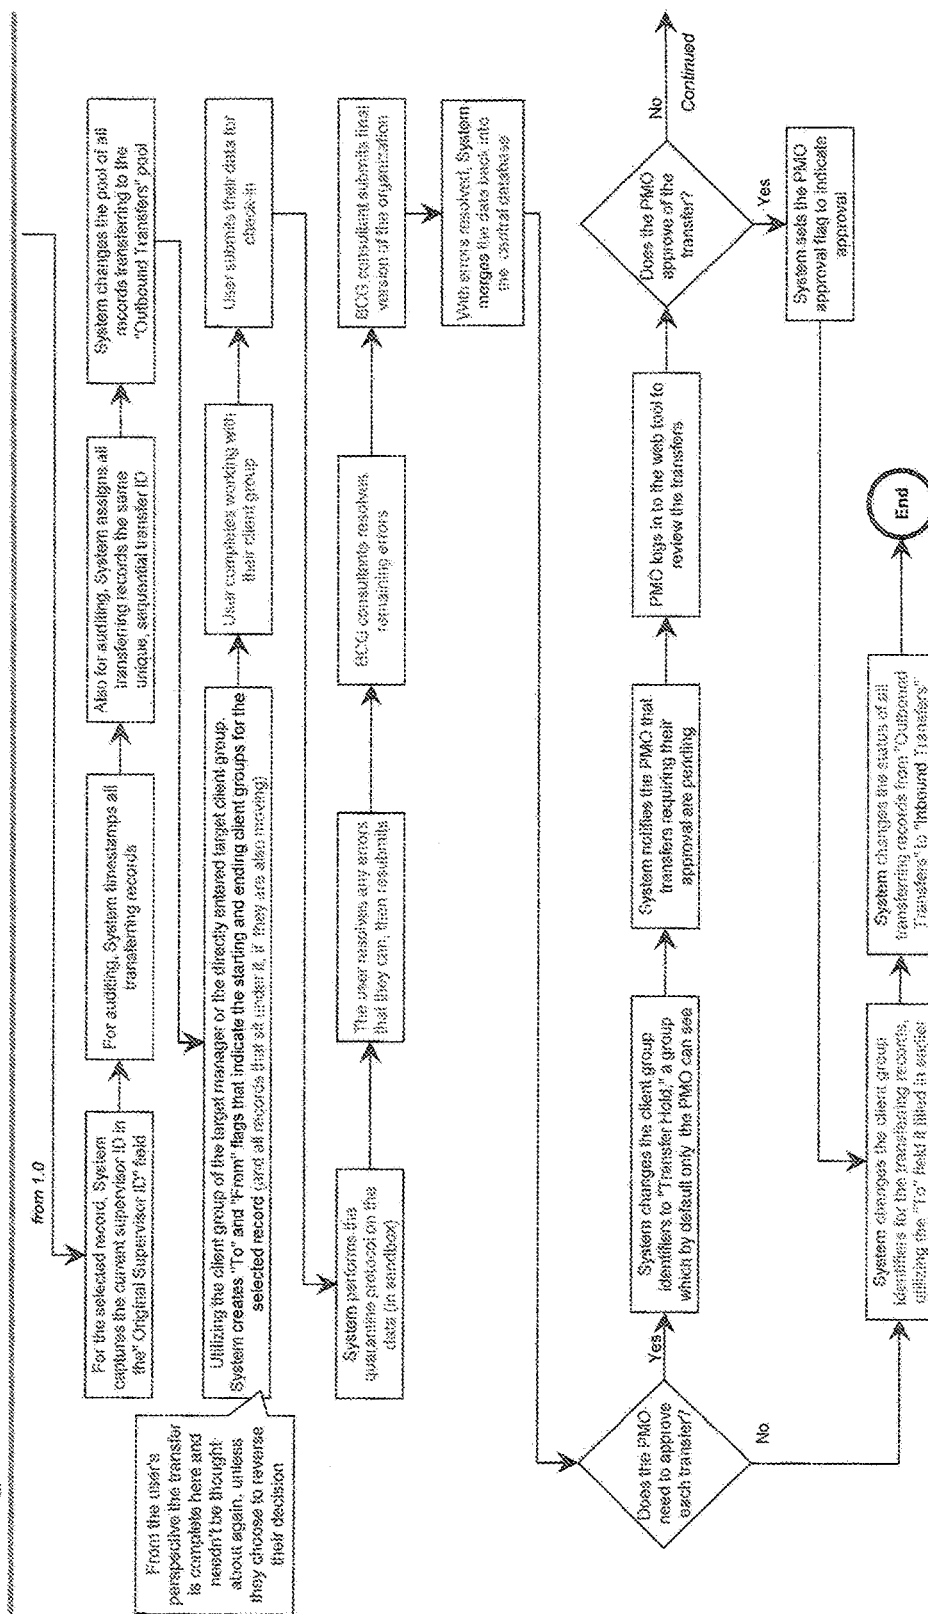 from 1.0
For the selected record, System
captures the current supervisor ID in
the" Original Supervisor ID" field
For auditing, System timestamps all
transferring records
Also for auditing, System assigns all
transferring records the same
unique, sequential transfer ID
System changes the pool of all
records transferring to the
"Outbound Transfers" pool
From the user's
perspective the transfer
is complete here and
needn't be thought
about again, unless
they choose to reverse
their decision
Utilizing the client group of the target manager or the directly entered target client group,
System creates "To" and "From" flags that indicate the starting and ending client groups for the
selected record (and all records that sit under it, if they are also moving)
User completes working with
their client group
User submits their data for
check-in
System performs the
quarantine protocol on the
data (in sandbox)
The user resolves any errors
that they can, then resubmits
BCG consultants resolves
remaining errors
BCG consultant submits final
version of the organization
With errors resolved, System
merges the data back into
the central database
Does the PMO
need to approve
each transfer?
Yes
No
System changes the client group
identifiers to "Transfer Hold," a group
which by default only the PMO can see
System notifies the PMO that
transfers requiring their
approval are pending
PMO logs in to the web tool to
review the transfers
Does the PMO
approve of the
transfer?
No
Continued
Yes
System sets the PMO
approval flag to indicate
approval
System changes the client group
identifiers for the transferring records,
utilizing the "To" field it filled in earlier
System changes the status of all
transferring records from "Outbound
Transfers" to "Inbound Transfers"
End